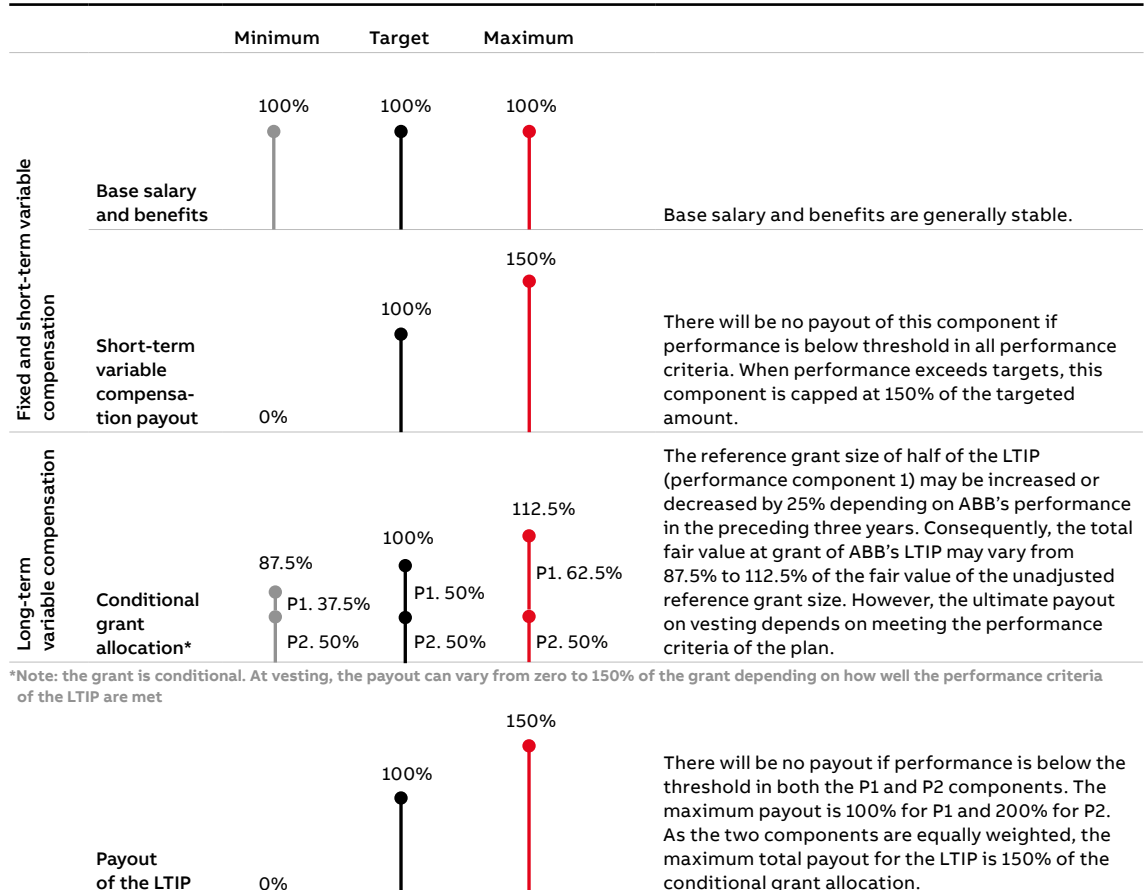 Minimum Target Maximum
Fixed and short-term variable
compensation
100% 100% 100%
Base salary
and benefits
Base salary and benefits are generally stable.
150%
100%
Short-term
variable
compensa-
tion payout
0%
There will be no payout of this component if
performance is below threshold in all performance
criteria. When performance exceeds targets, this
component is capped at 150% of the targeted
amount.
Long-term
variable compensation
112.5%
100%
87.5%
Conditional
grant
allocation*
P1. 37.5% P1. 50% P1. 62.5%
P2. 50% P2. 50% P2. 50%
The reference grant size of half of the LTIP
(performance component 1) may be increased or
decreased by 25% depending on ABB’s performance
in the preceding three years. Consequently, the total
fair value at grant of ABB’s LTIP may vary from
87.5% to 112.5% of the fair value of the unadjusted
reference grant size. However, the ultimate payout
on vesting depends on meeting the performance
criteria of the plan.
*Note: the grant is conditional. At vesting, the payout can vary from zero to 150% of the grant depending on how well the performance criteria
of the LTIP are met
150%
100%
Payout
of the LTIP
0%
There will be no payout if performance is below the
threshold in both the P1 and P2 components. The
maximum payout is 100% for P1 and 200% for P2.
As the two components are equally weighted, the
maximum total payout for the LTIP is 150% of the
conditional grant allocation.